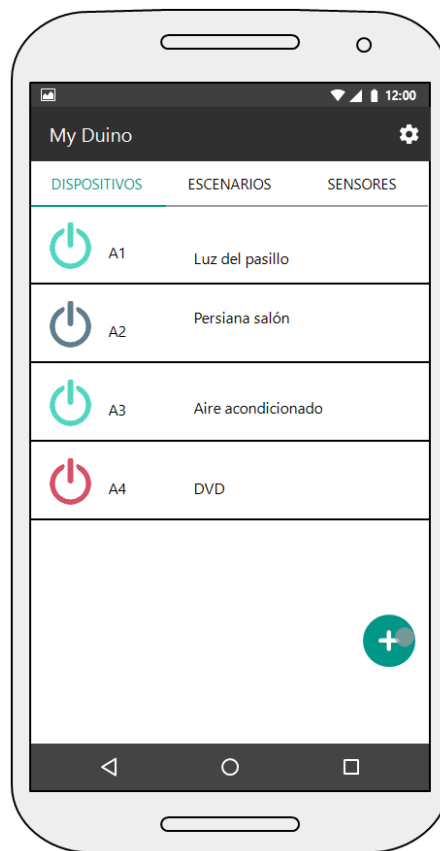 12:00
My Duino
DISPOSITIVOS ESCENARIOS SENSORES
A1 Luz del pasillo
A2 Persiana salón
A3 Aire acondicionado
A4 DVD